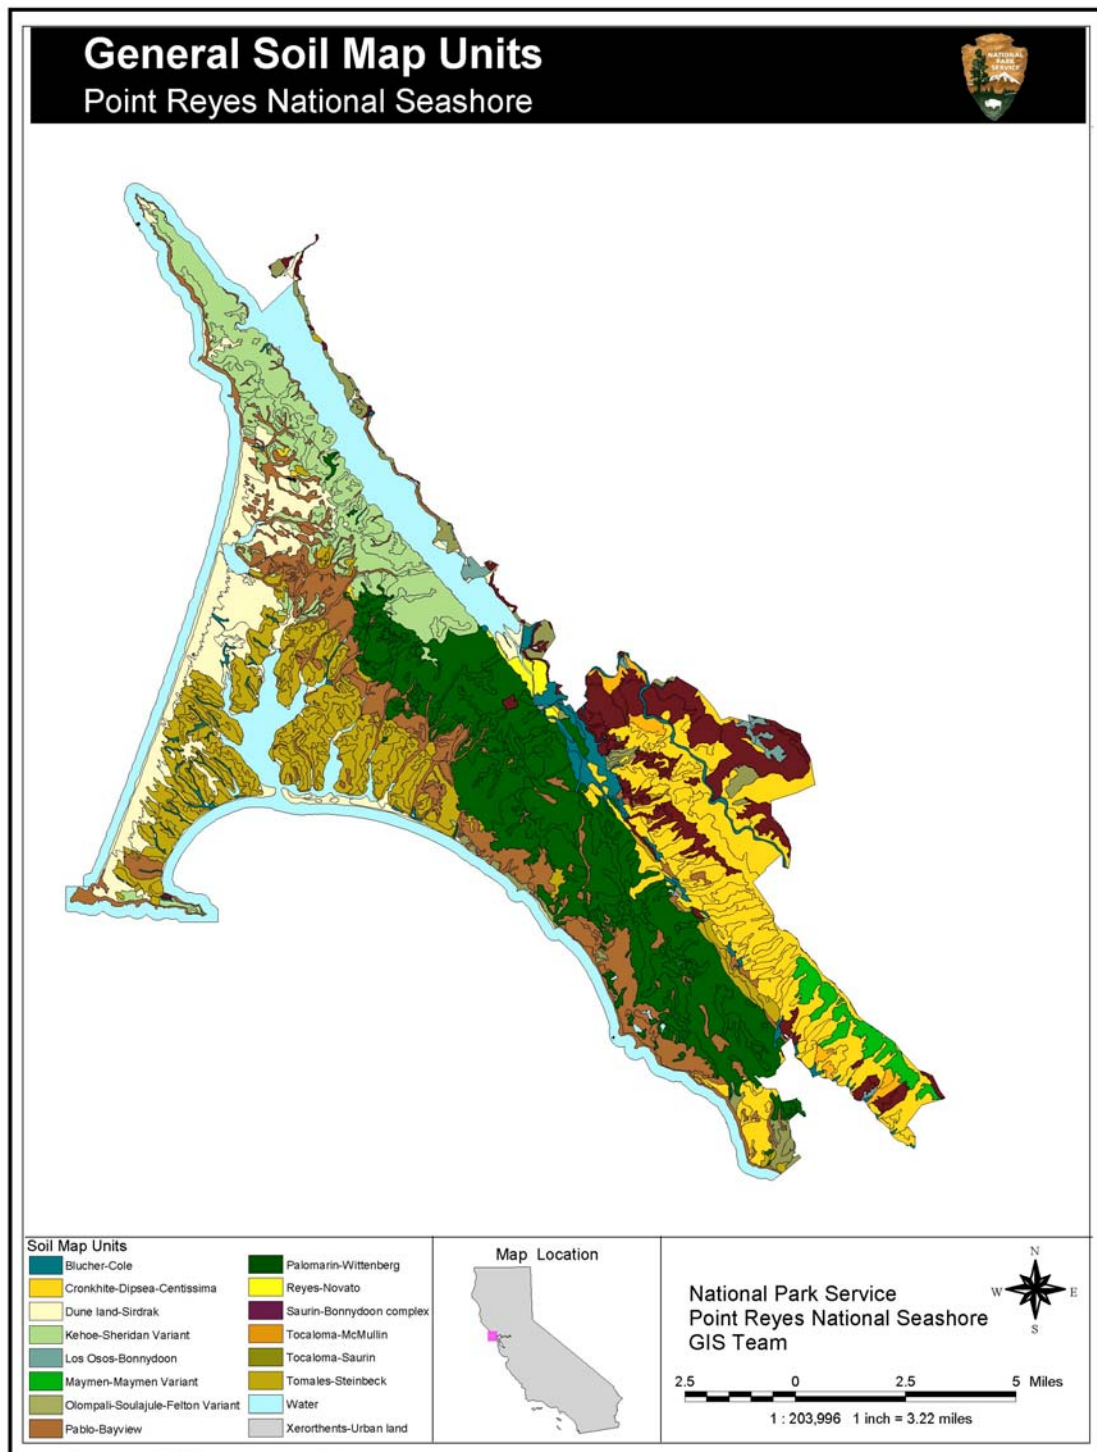 General Soil Map Units
Point Reyes National Seashore
NATIONAL
PARK
SERVICE
Soil Map Units
Blucher-Cole
Cronkhite-Dipsea-Centissima
Dune land-Sirdrak
Kehoe-Sheridan Variant
Los Osos-Bonnydoon
Maymen-Maymen Variant
Olompali-Soulajule-Felton Variant
Pablo-Bayview
Palomarin-Wittenberg
Reyes-Novato
Saurin-Bonnydoon complex
Tocaloma-McMullin
Tocaloma-Saurin
Tomales-Steinbeck
Water
Xerorthents-Urban land
Map Location
National Park Service
Point Reyes National Seashore
GIS Team
N
W E
S
2.5 0 2.5 5 Miles
1 : 203,996 1 inch = 3.22 miles